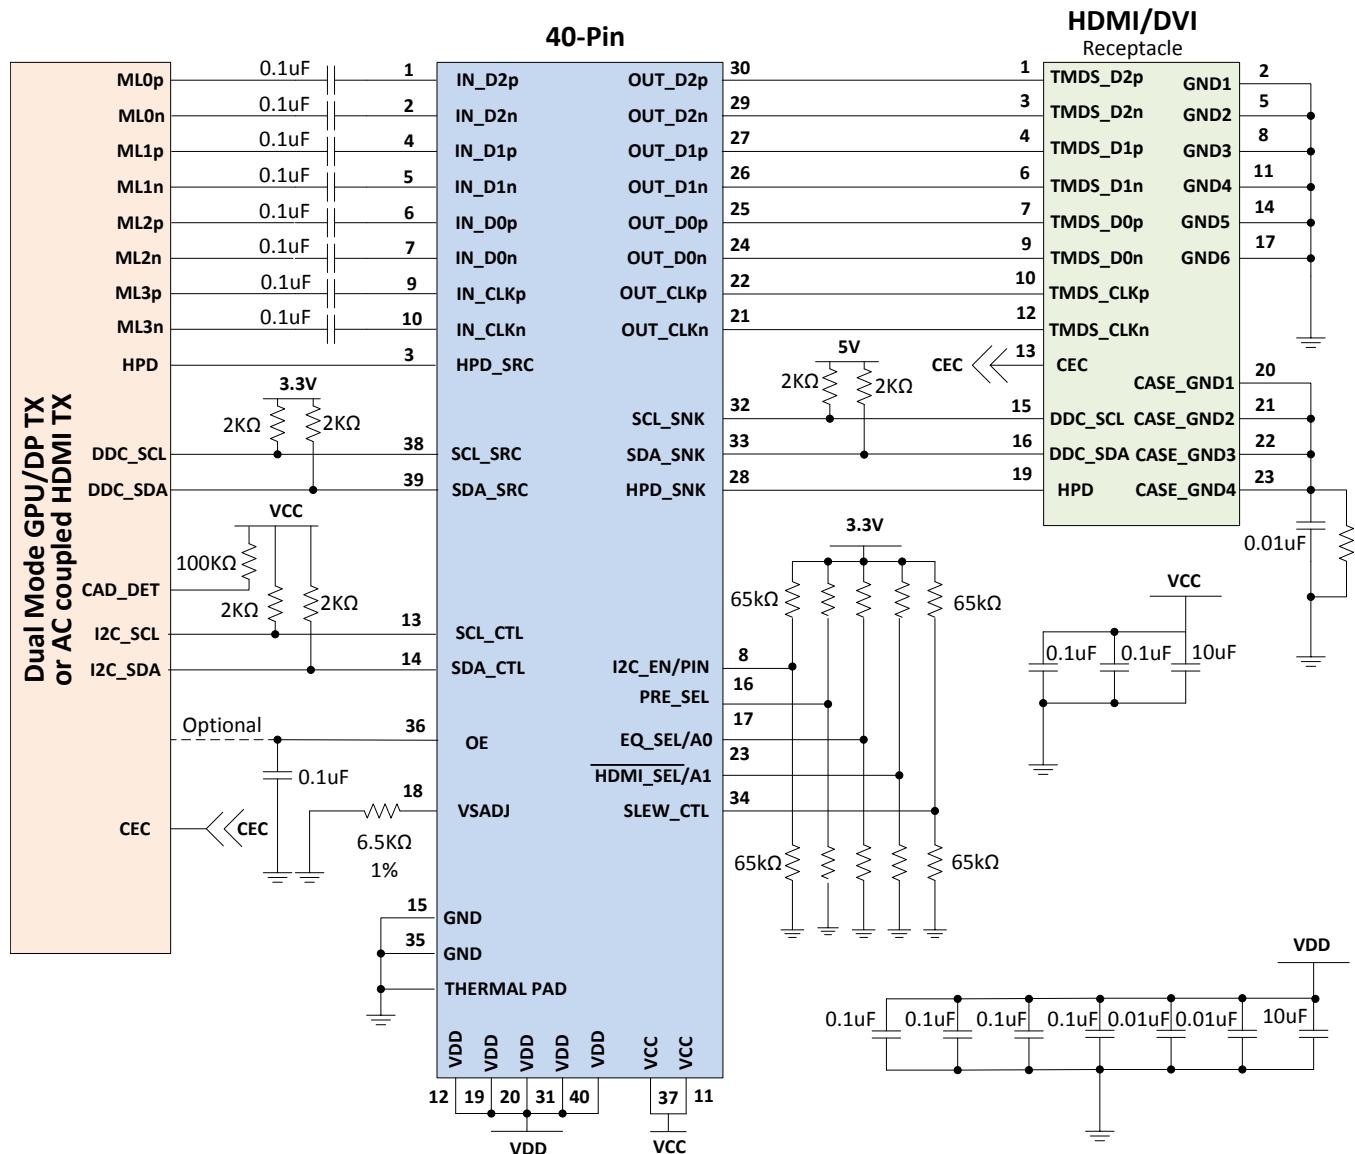 HDMI/DVI
Receptacle
40-Pin
Dual Mode GPU/DP TX
or AC coupled HDMI TX
ML0p
0.1uF
1
IN_D2p
OUT_D2p
30
1
TMDS_D2p
GND1
2
ML0n
0.1uF
2
IN_D2n
OUT_D2n
29
3
TMDS_D2n
GND2
5
ML1p
0.1uF
4
IN_D1p
OUT_D1p
27
4
TMDS_D1p
GND3
8
ML1n
0.1uF
5
IN_D1n
OUT_D1n
26
6
TMDS_D1n
GND4
11
ML2p
0.1uF
6
IN_D0p
OUT_D0p
25
7
TMDS_D0p
GND5
14
ML2n
0.1uF
7
IN_D0n
OUT_D0n
24
9
TMDS_D0n
GND6
17
ML3p
0.1uF
9
IN_CLKp
OUT_CLKp
22
10
TMDS_CLKp
ML3n
0.1uF
10
IN_CLKn
OUT_CLKn
21
12
TMDS_CLKn
HPD
3
HPD_SRC
5V
CEC
13
CEC
3.3V
2KΩ
2KΩ
2KΩ
2KΩ
CASE_GND1
20
SCL_SNK
32
15
DDC_SCL
CASE_GND2
21
DDC_SCL
38
SCL_SRC
SDA_SNK
33
16
DDC_SDA
CASE_GND3
22
DDC_SDA
39
SDA_SRC
HPD_SNK
28
19
HPD
CASE_GND4
23
VCC
3.3V
0.01uF
100KΩ
CAD_DET
2KΩ
2KΩ
65kΩ
65kΩ
VCC
I2C_SCL
13
SCL_CTL
0.1uF
0.1uF
10uF
I2C_SDA
14
SDA_CTL
I2C_EN/PIN
8
PRE_SEL
16
Optional
36
OE
EQ_SEL/A0
17
0.1uF
HDMI_SEL/A1
23
18
VSADJ
SLEW_CTL
34
CEC
CEC
6.5KΩ
1%
65kΩ
65kΩ
15
GND
35
GND
THERMAL PAD
VDD
0.1uF
0.1uF
0.1uF
0.1uF
0.01uF
0.01uF
10uF
VDD
VDD
VDD
VDD
VDD
VCC
VCC
12
19
20
31
40
37
11
VDD
VCC